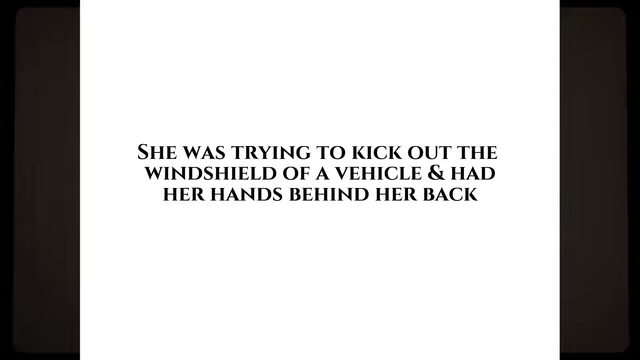 She was trying to kick out the
windshield of a vehicle & had
her hands behind her back